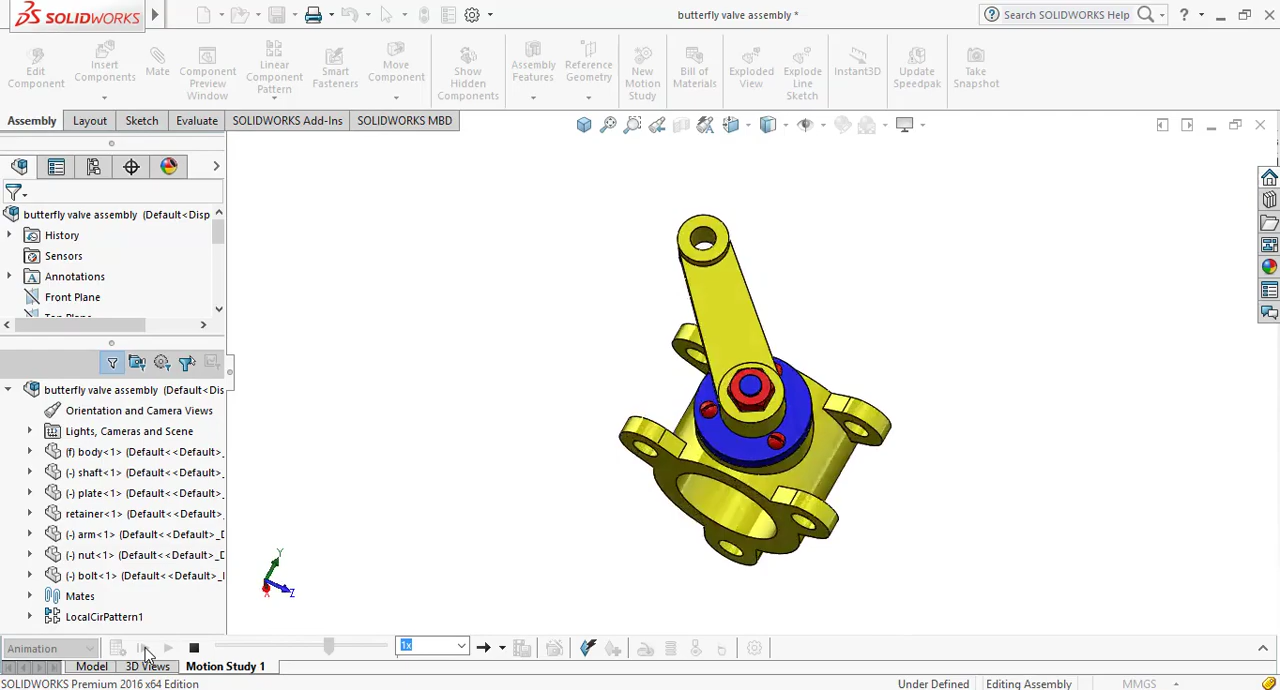 DS SOLIDWORKS
butterfly valve assembly *
Search SOLIDWORKS Help
?
Edit Component
Insert Components
Mate
Component Preview Window
Linear Component Pattern
Smart Fasteners
Move Component
Show Hidden Components
Assembly Features
Reference Geometry
New Motion Study
Bill of Materials
Exploded View
Explode Line Sketch
Instant3D
Update Speedpak
Take Snapshot
Assembly
Layout
Sketch
Evaluate
SOLIDWORKS Add-Ins
SOLIDWORKS MBD
butterfly valve assembly (Default<Disp
History
Sensors
Annotations
Front Plane
butterfly valve assembly (Default<Dis
Orientation and Camera Views
Lights, Cameras and Scene
(f) body<1> (Default<<Default>_
(-) shaft<1> (Default<<Default>_
(-) plate<1> (Default<<Default>_
retainer<1> (Default<<Default>_
(-) arm<1> (Default<<Default>_D
(-) nut<1> (Default<<Default>_D
(-) bolt<1> (Default<<Default>_I
Mates
LocalCirPattern1
Y
Z
X
Animation
1x
Model
3D Views
Motion Study 1
SOLIDWORKS Premium 2016 x64 Edition
Under Defined
Editing Assembly
MMGS